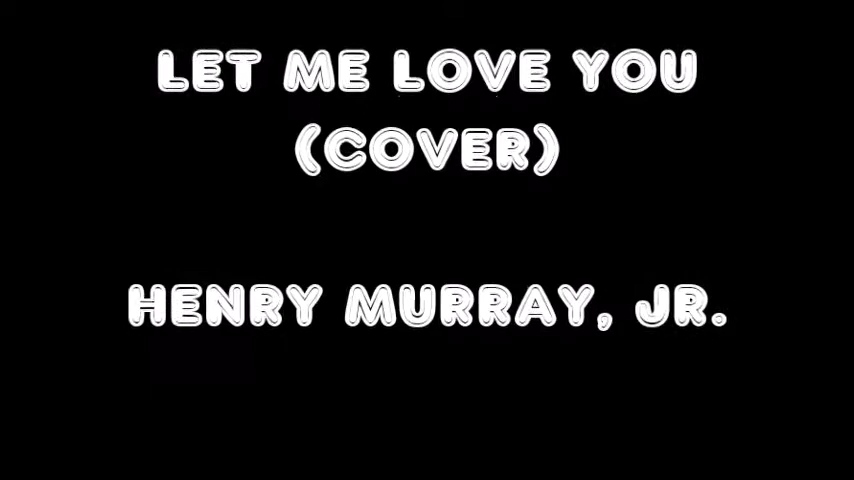 LET ME LOVE YOU
(COVER)
HENRY MURRAY, JR.